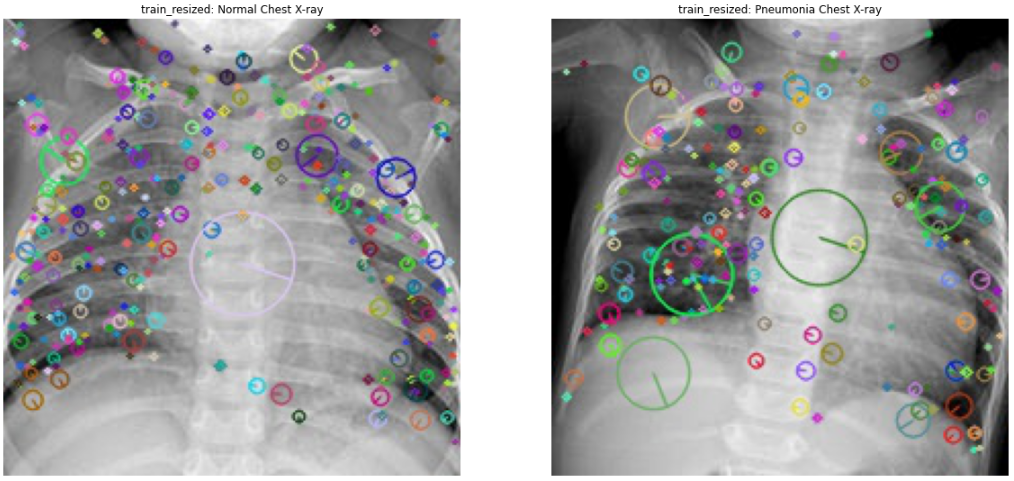 train_resized: Normal Chest X-ray
train_resized: Pneumonia Chest X-ray